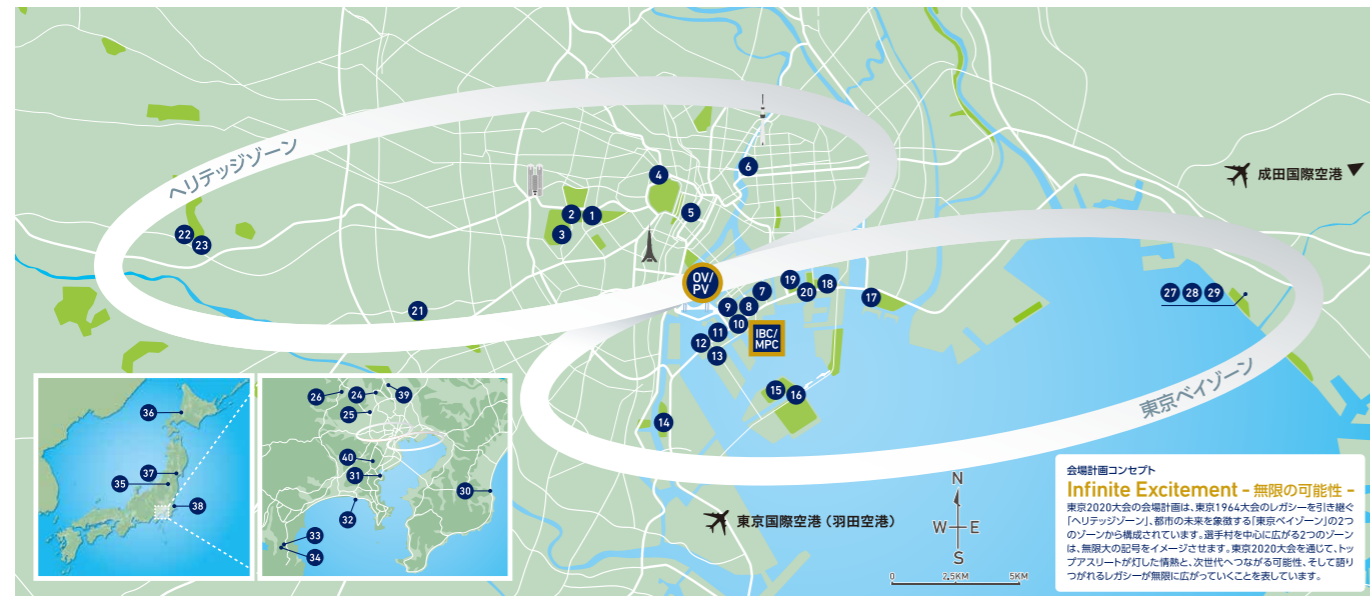 ヘリテッジゾーン
成田国際空港
4
6
2
1
5
3
22
23
OV/
PV
19
18
7
20
17
27 28 29
9
8
21
10
11
IBC/
MPC
12
13
東京ベイゾーン
15
16
14
26
24
39
36
25
40
37
31
35
30
38
32
33
34
東京国際空港(羽田空港)
N
W
E
S
0
2.5KM
5KM
会場計画コンセプト
Infinite Excitement - 無限の可能性 -
東京2020大会の会場計画は、東京1964大会のレガシーを引き継ぐ
「ヘリテッジゾーン」、都市の未来を象徴する「東京ベイゾーン」の2つ
のゾーンから構成されています。選手村を中心に広がる2つのゾーン
は、無限大の記号をイメージさせます。東京2020大会を通じて、トッ
プアスリートが灯した情熱と、次世代へつながる可能性、そして語り
つがれるレガシーが無限に広がっていくことを表しています。